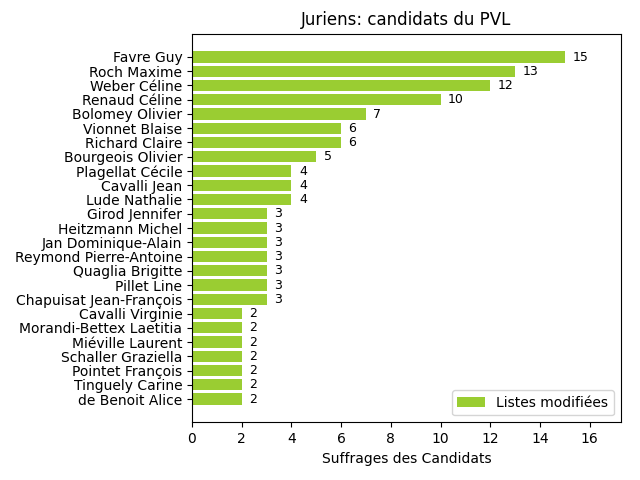 Juriens: candidats du PVL
Favre Guy 15
Roch Maxime 13
Weber Céline 12
Renaud Céline 10
Bolomey Olivier 7
Vionnet Blaise 6
Richard Claire 6
Bourgeois Olivier 5
Plagellat Cécile 4
Cavalli Jean 4
Lude Nathalie 4
Girod Jennifer 3
Heitzmann Michel 3
Jan Dominique-Alain 3
Reymond Pierre-Antoine 3
Quaglia Brigitte 3
Pillet Line 3
Chapuisat Jean-François 3
Cavalli Virginie 2
Morandi-Bettex Laetitia 2
Miéville Laurent 2
Schaller Graziella 2
Pointet François 2
Tinguely Carine 2
de Benoit Alice 2
Listes modifiées
0 2 4 6 8 10 12 14 16
Suffrages des Candidats